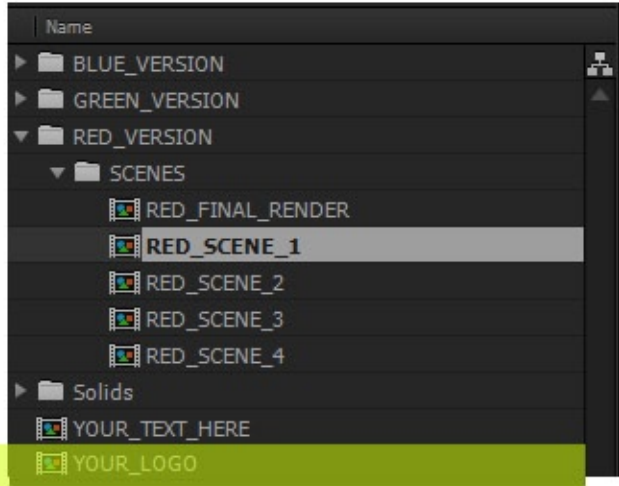 Name
BLUE_VERSION
GREEN_VERSION
RED_VERSION
SCENES
RED_FINAL_RENDER
RED_SCENE_1
RED_SCENE_2
RED_SCENE_3
RED_SCENE_4
Solids
YOUR_TEXT_HERE
YOUR_LOGO